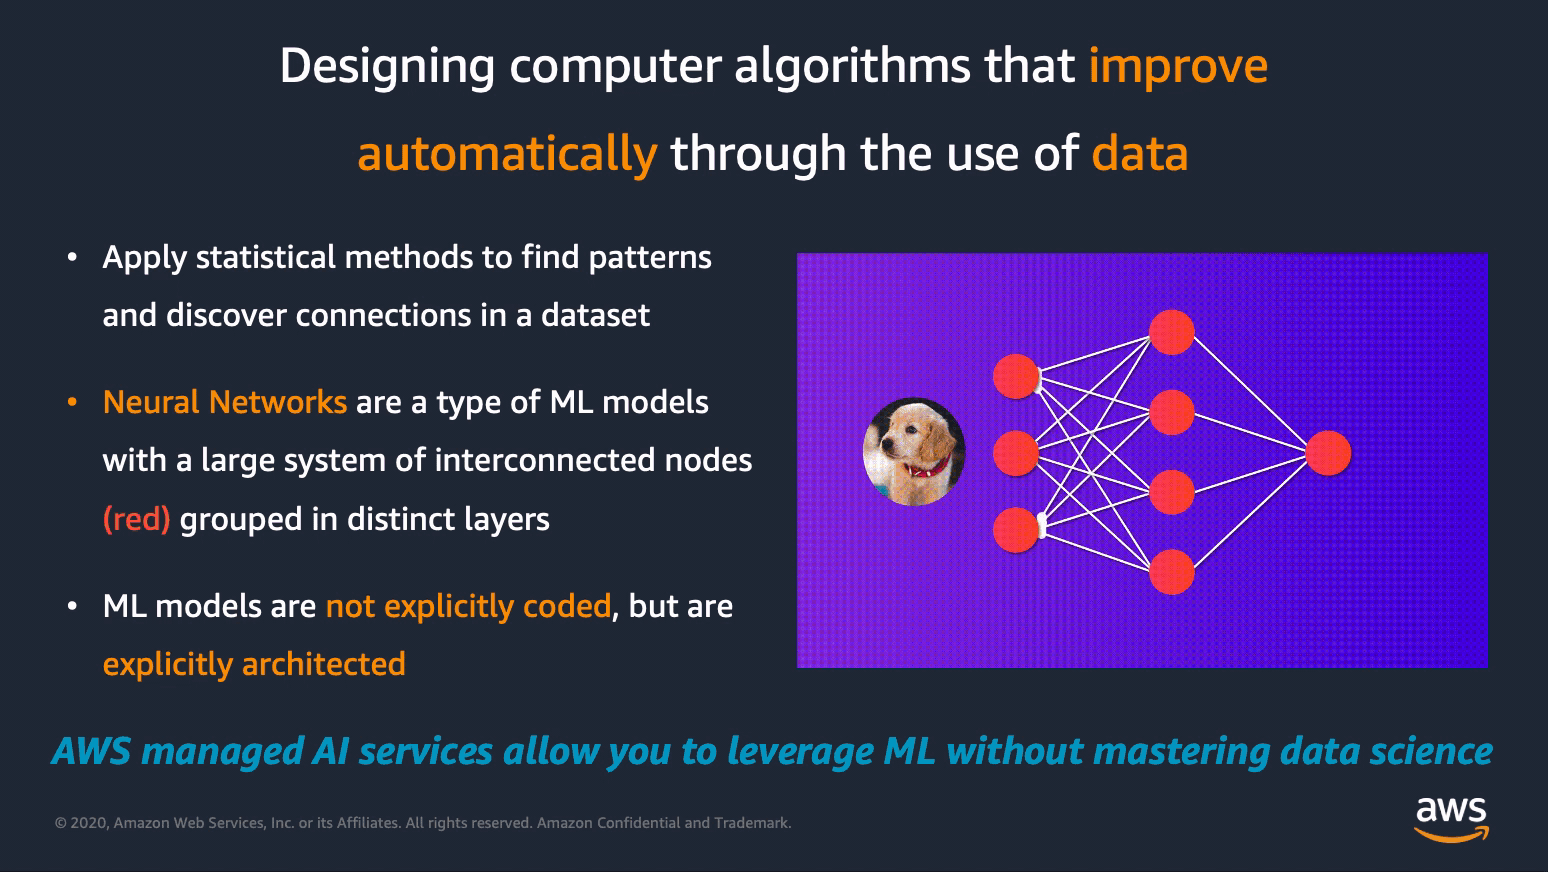 Designing computer algorithms that improve
automatically through the use of data
• Apply statistical methods to find patterns
and discover connections in a dataset
• Neural Networks are a type of ML models
with a large system of interconnected nodes
(red) grouped in distinct layers
• ML models are not explicitly coded, but are
explicitly architected
AWS managed AI services allow you to leverage ML without mastering data science
© 2020, Amazon Web Services, Inc. or its Affiliates. All rights reserved. Amazon Confidential and Trademark.
aws